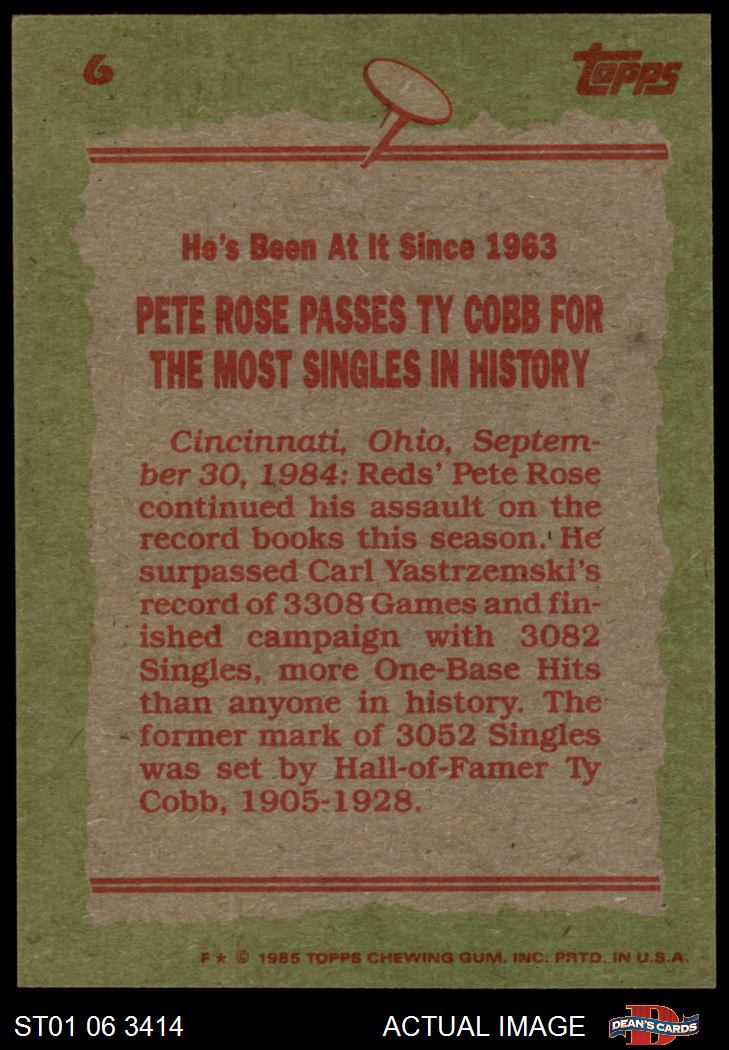 6
topps
He's Been At It Since 1963
PETE ROSE PASSES TY COBB FOR
THE MOST SINGLES IN HISTORY
Cincinnati, Ohio, Septem-
ber 30, 1984: Reds' Pete Rose
continued his assault on the
record books this season. He
surpassed Carl Yastrzemski's
record of 3308 Games and fin-
ished campaign with 3082
Singles, more One-Base Hits
than anyone in history. The
former mark of 3052 Singles
was set by Hall-of-Famer Ty
Cobb, 1905-1928.
F★ © 1985 TOPPS CHEWING GUM, INC. PRTD. IN U.S.A.
ST01 06 3414 ACTUAL IMAGE D DEAN'S CARDS